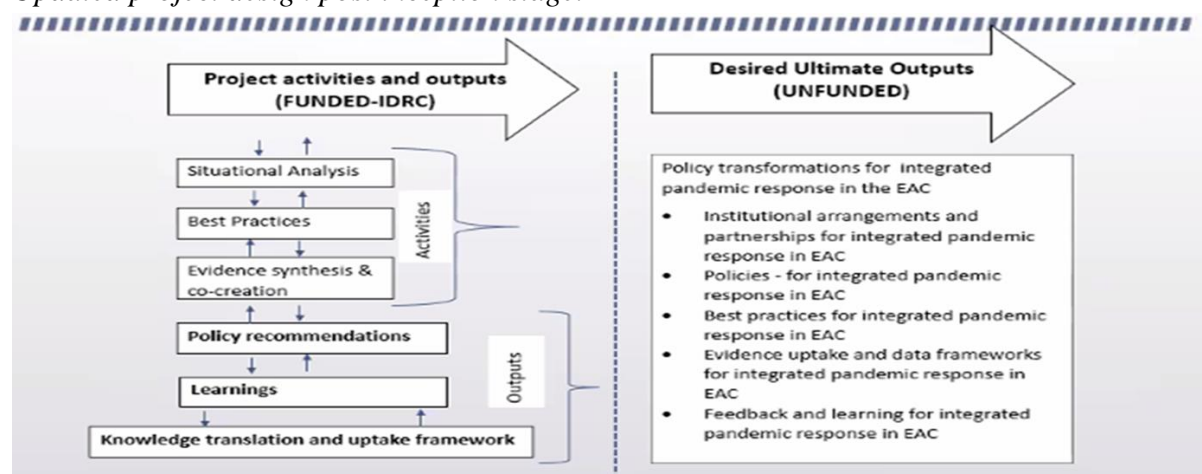 Updated project design post inception stage:
Project activities and outputs
(FUNDED-IDRC)
Situational Analysis
Best Practices
Evidence synthesis &
co-creation
Activities
Policy recommendations
Learnings
Knowledge translation and uptake framework
Outputs
Desired Ultimate Outputs
(UNFUNDED)
Policy transformations for integrated
pandemic response in the EAC
• Institutional arrangements and
partnerships for integrated pandemic
response in EAC
• Policies - for integrated pandemic
response in EAC
• Best practices for integrated pandemic
response in EAC
• Evidence uptake and data frameworks
for integrated pandemic response in
EAC
• Feedback and learning for integrated
pandemic response in EAC